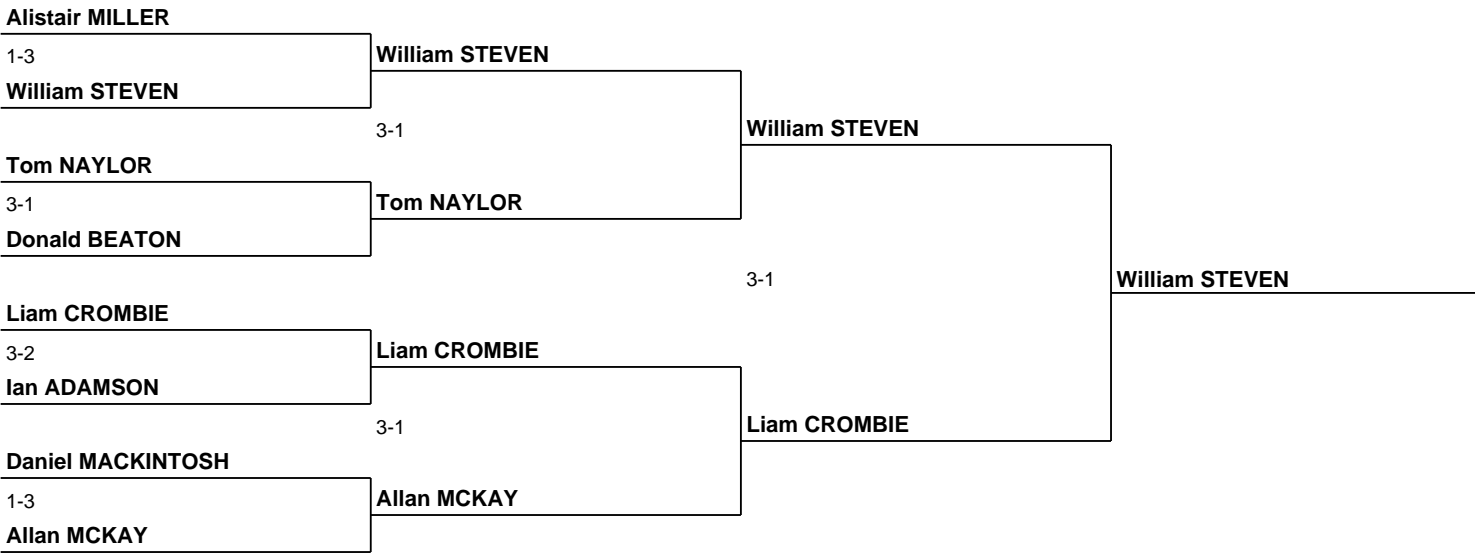 Alistair MILLER
1-3
William STEVEN
William STEVEN
3-1
William STEVEN
Tom NAYLOR
3-1
Tom NAYLOR
Donald BEATON
3-1
William STEVEN
Liam CROMBIE
3-2
Liam CROMBIE
Ian ADAMSON
3-1
Liam CROMBIE
Daniel MACKINTOSH
1-3
Allan MCKAY
Allan MCKAY